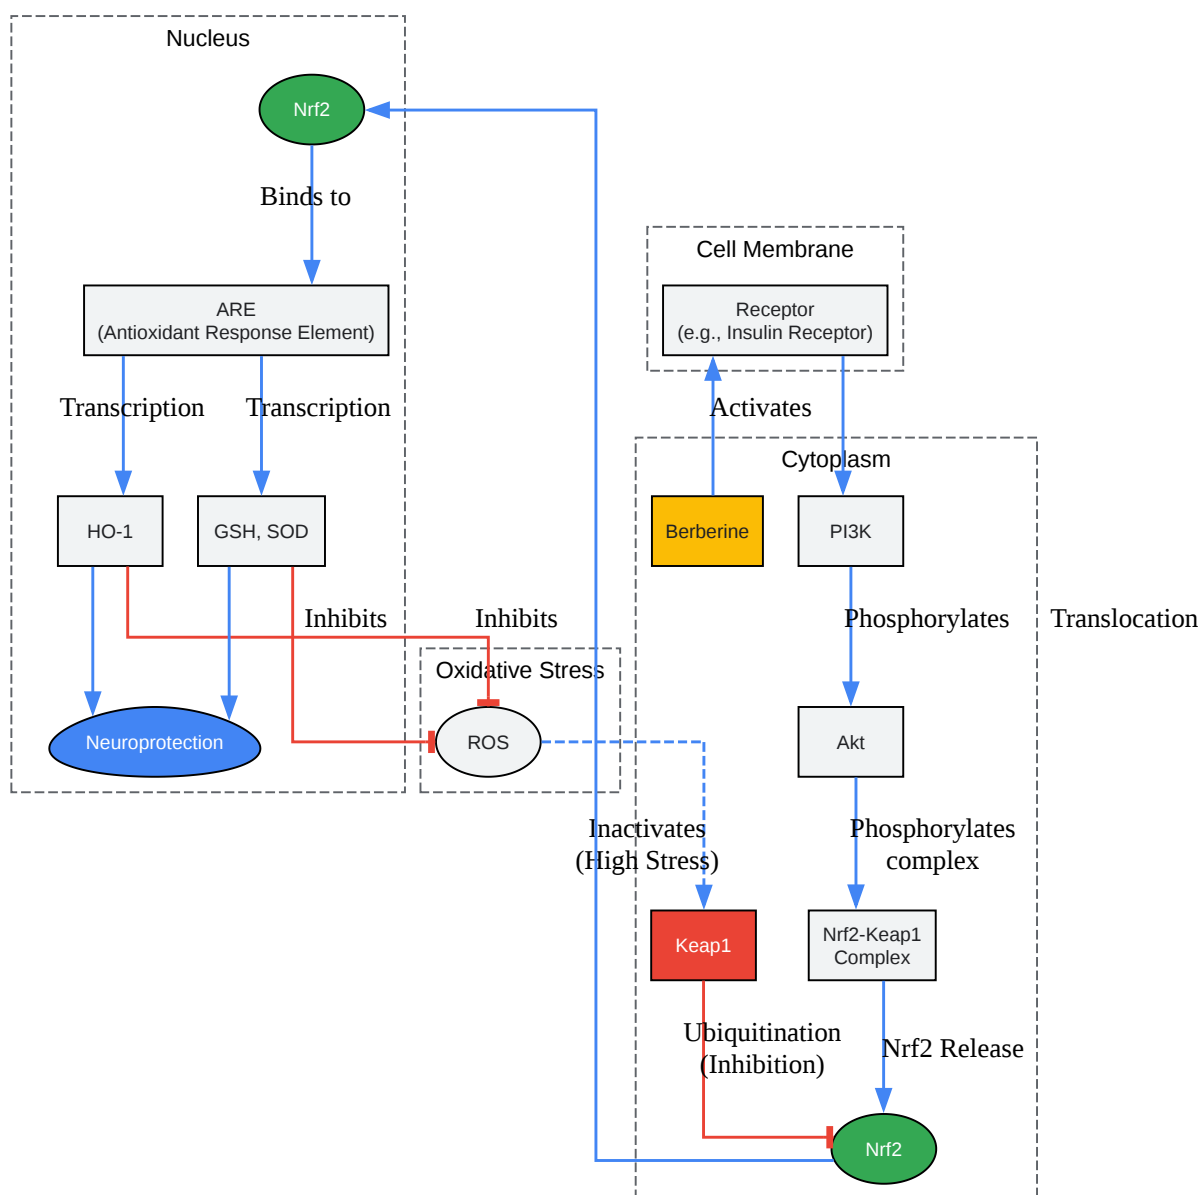 Nucleus
Nrf2
Binds to
Cell Membrane
ARE
(Antioxidant Response Element)
Receptor
(e.g., Insulin Receptor)
Transcription
Transcription
Activates
Cytoplasm
HO-1
GSH, SOD
Berberine
PI3K
Inhibits
Inhibits
Phosphorylates
Translocation
Oxidative Stress
Neuroprotection
ROS
Akt
Inactivates
(High Stress)
Phosphorylates
complex
Keap1
Nrf2-Keap1
Complex
Ubiquitination
(Inhibition)
Nrf2 Release
Nrf2